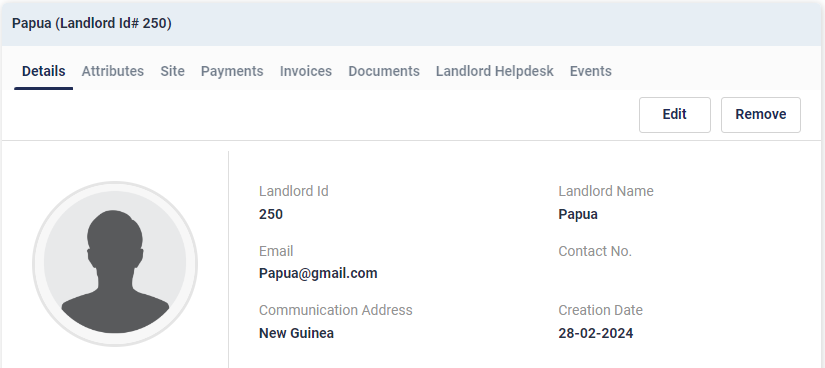 Papua (Landlord Id# 250)
Details Attributes Site Payments Invoices Documents Landlord Helpdesk Events
Edit Remove
Landlord Id Landlord Name
250 Papua
Email Contact No.
Papua@gmail.com
Communication Address Creation Date
New Guinea 28-02-2024